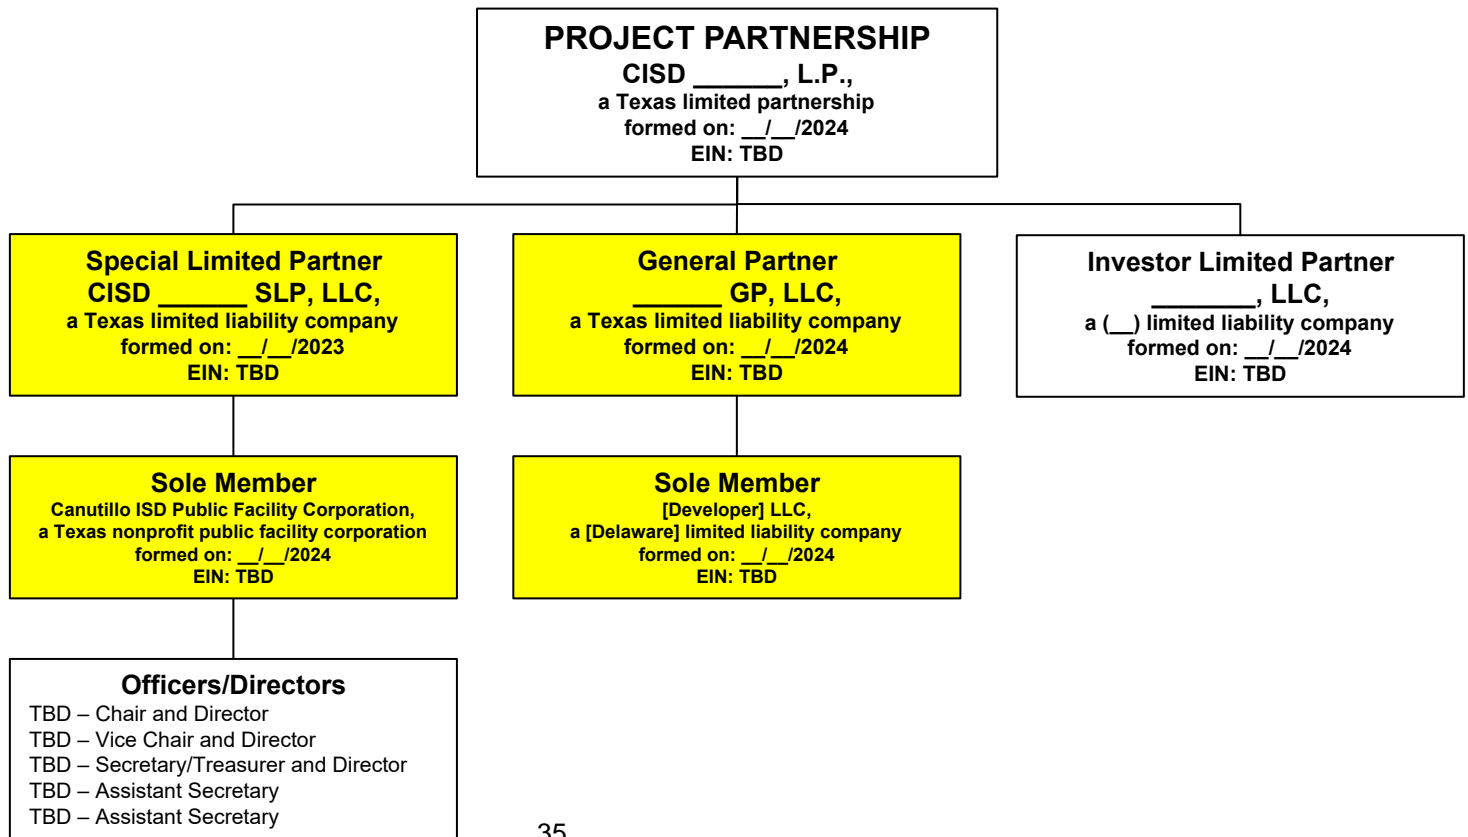 PROJECT PARTNERSHIP
CISD ______, L.P.,
a Texas limited partnership
formed on: __/__/2024
EIN: TBD
Special Limited Partner
CISD ______ SLP, LLC,
a Texas limited liability company
formed on: __/__/2023
EIN: TBD
General Partner
______ GP, LLC,
a Texas limited liability company
formed on: __/__/2024
EIN: TBD
Investor Limited Partner
_______, LLC,
a (__) limited liability company
formed on: __/__/2024
EIN: TBD
Sole Member
Canutillo ISD Public Facility Corporation,
a Texas nonprofit public facility corporation
formed on: __/__/2024
EIN: TBD
Sole Member
[Developer] LLC,
a [Delaware] limited liability company
formed on: __/__/2024
EIN: TBD
Officers/Directors
TBD – Chair and Director
TBD – Vice Chair and Director
TBD – Secretary/Treasurer and Director
TBD – Assistant Secretary
TBD – Assistant Secretary
35